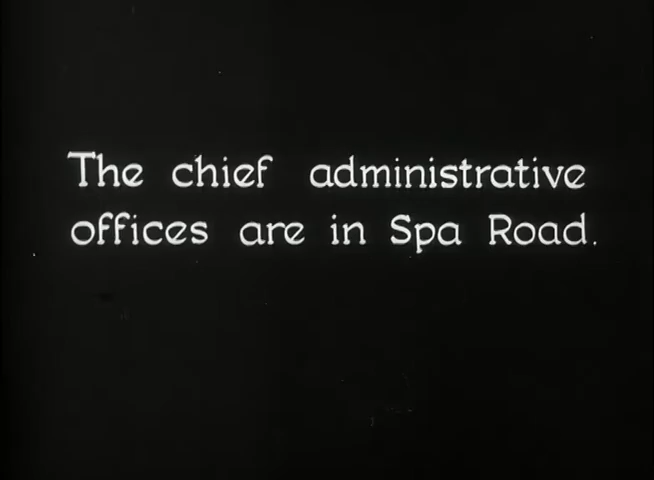 The chief administrative
offices are in Spa Road.